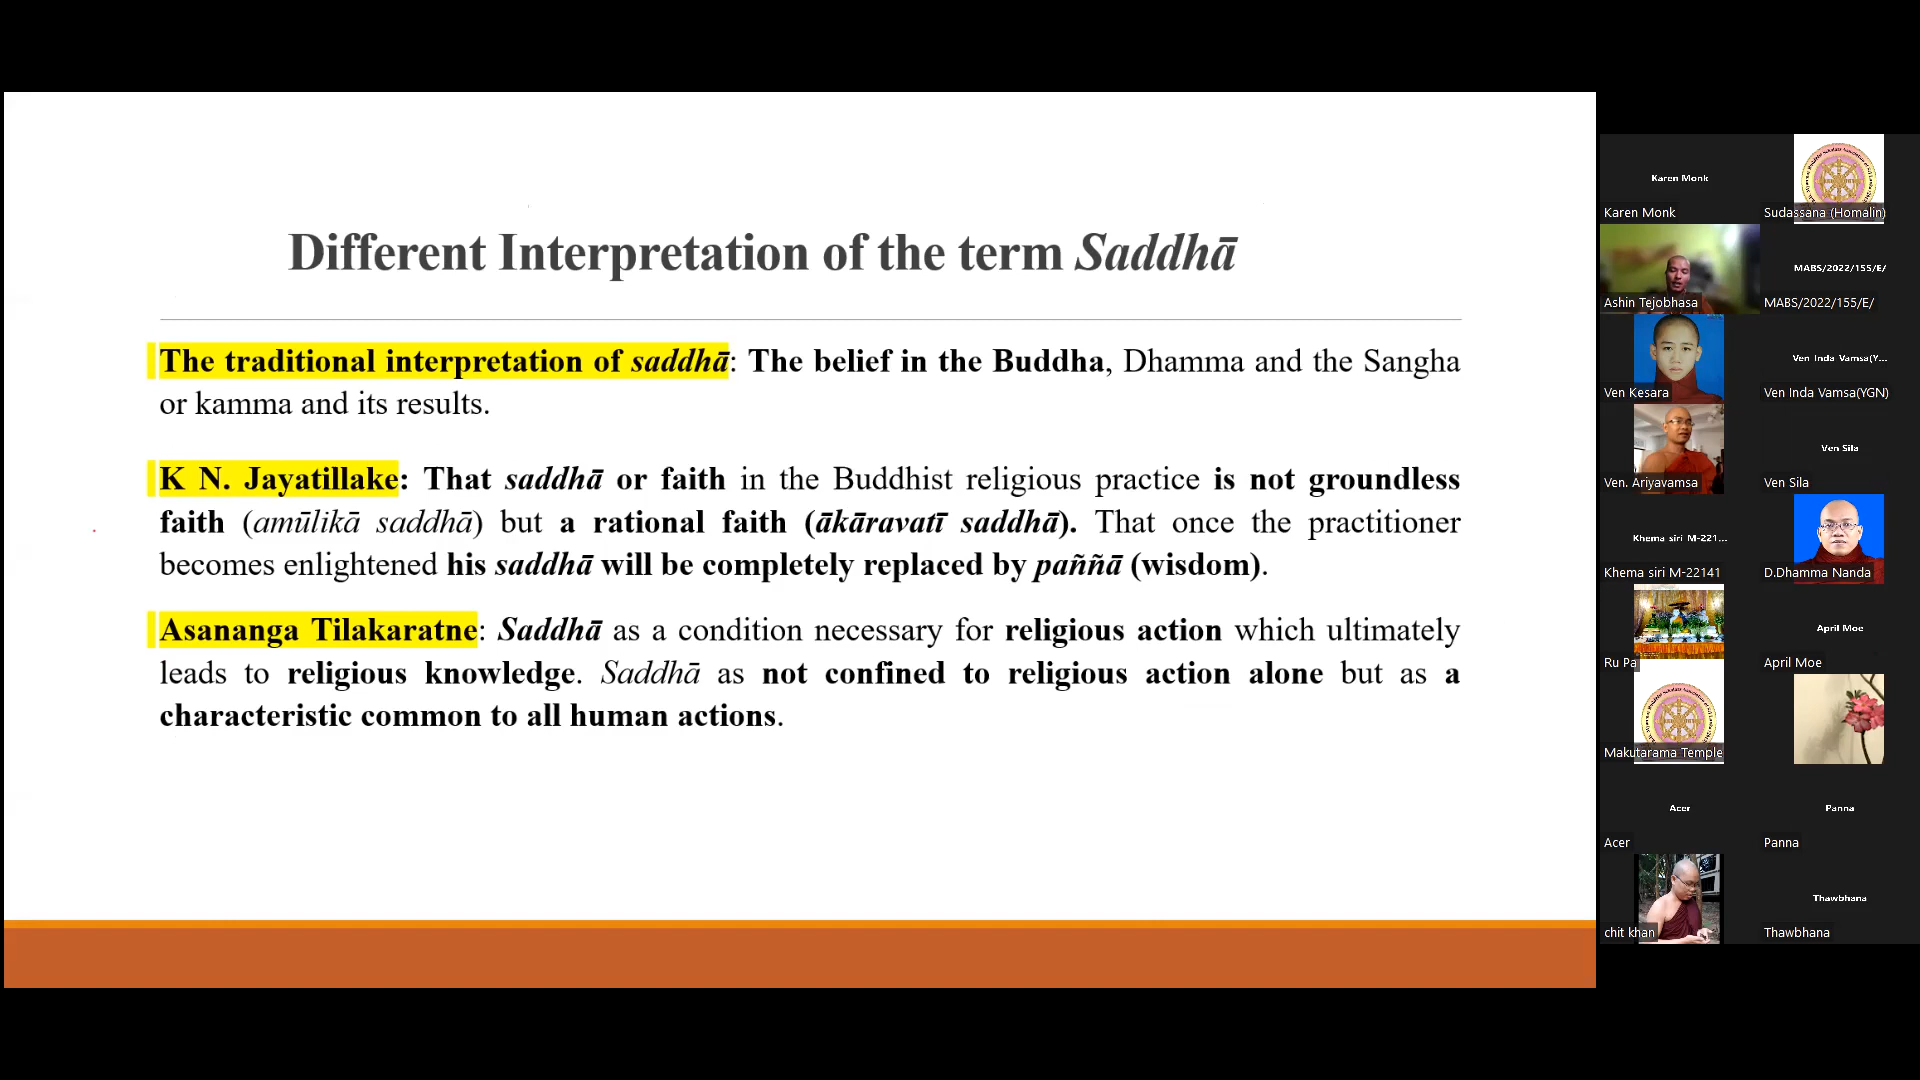 Different Interpretation of the term Saddhā
The traditional interpretation of saddhā: The belief in the Buddha, Dhamma and the Sangha
or kamma and its results.
K N. Jayatillake: That saddhā or faith in the Buddhist religious practice is not groundless
faith (amūlikā saddhā) but a rational faith (ākāravatī saddhā). That once the practitioner
becomes enlightened his saddhā will be completely replaced by paññā (wisdom).
Asananga Tilakaratne: Saddhā as a condition necessary for religious action which ultimately
leads to religious knowledge. Saddhā as not confined to religious action alone but as a
characteristic common to all human actions.
Karen Monk
Karen Monk
Sudassana (Homalin)
Ashin Tejobhasa
MABS/2022/155/E/
MABS/2022/155/E/
Ven Kesara
Ven Inda Vamsa(Y...
Ven Inda Vamsa(YGN)
Ven. Ariyavamsa
Ven Sila
Ven Sila
Khema siri M-221...
Khema siri M-22141
D.Dhamma Nanda
Ru Pa
April Moe
April Moe
Makutarama Temple
Acer
Acer
Panna
Panna
chit khan
Thawbhana
Thawbhana